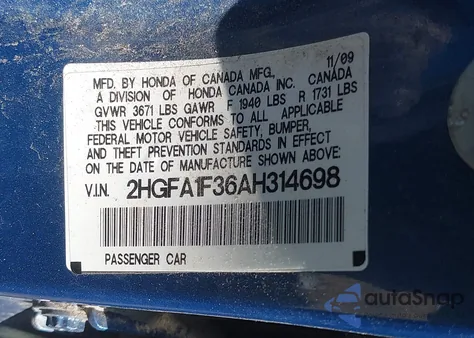 11/09
MFD. BY HONDA OF CANADA MFG.,
A DIVISION OF HONDA CANADA INC. CANADA
GVWR 3671 LBS GAWR F 1940 LBS R 1731 LBS
THIS VEHICLE CONFORMS TO ALL APPLICABLE
FEDERAL MOTOR VEHICLE SAFETY, BUMPER,
AND THEFT PREVENTION STANDARDS IN EFFECT
ON THE DATE OF MANUFACTURE SHOWN ABOVE.
V.I.N. 2HGFA1F36AH314698
PASSENGER CAR
autoSnap